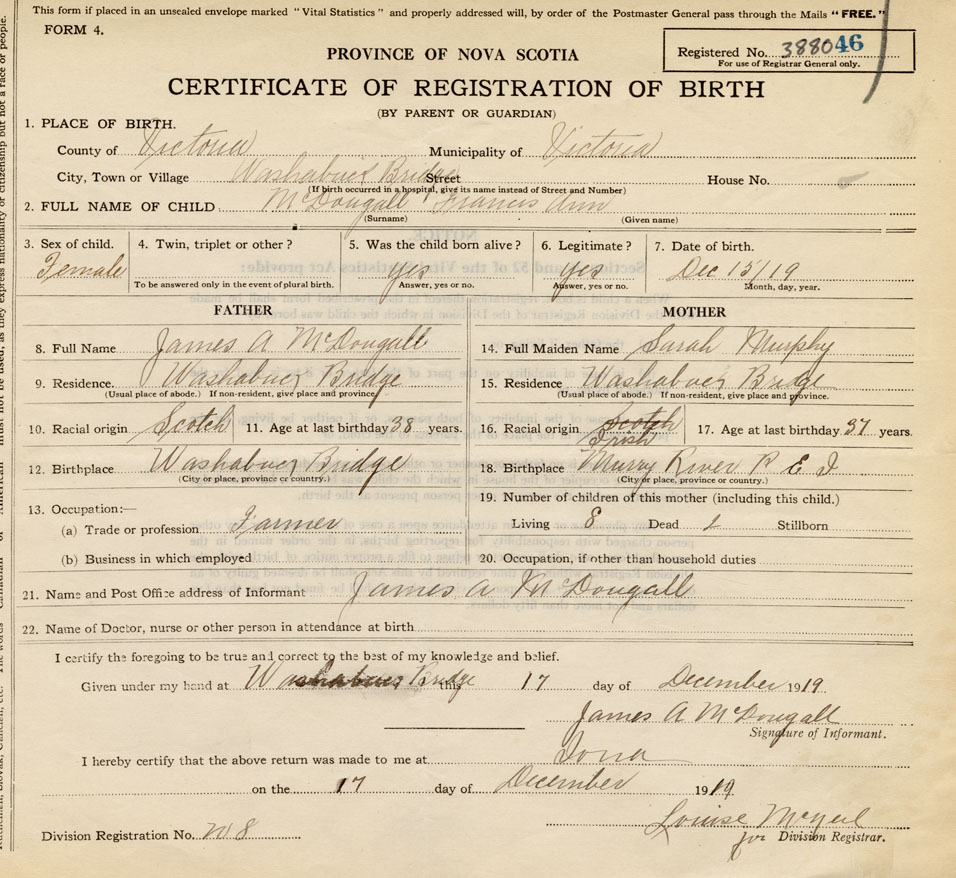 This form if placed in an unsealed envelope marked "Vital Statistics" and properly addressed will, by order of the Postmaster General pass through the Mails "FREE."
FORM 4.
Registered No. 388046
For use of Registrar General only.
PROVINCE OF NOVA SCOTIA
CERTIFICATE OF REGISTRATION OF BIRTH
(BY PARENT OR GUARDIAN)
1. PLACE OF BIRTH.
County of Victoria Municipality of Victoria
City, Town or Village Washabuck Bridge Street House No.
(If birth occurred in a hospital, give its name instead of Street and Number)
2. FULL NAME OF CHILD McDougall Francis Ann
(Surname) (Given name)
3. Sex of child. 4. Twin, triplet or other? 5. Was the child born alive? 6. Legitimate? 7. Date of birth.
Female yes yes Dec 15/19
To be answered only in the event of plural birth. Answer, yes or no. Answer, yes or no. Month, day, year.
FATHER MOTHER
8. Full Name James A McDougall 14. Full Maiden Name Sarah Murphy
9. Residence. Washabuck Bridge 15. Residence Washabuck Bridge
(Usual place of abode.) If non-resident, give place and province. (Usual place of abode.) If non-resident, give place and province.
10. Racial origin Scotch 11. Age at last birthday 38 years. 16. Racial origin Scotch Irish 17. Age at last birthday 37 years.
12. Birthplace Washabuck Bridge 18. Birthplace Murry River P E I
(City or place, province or country.) (City or place, province or country.)
19. Number of children of this mother (including this child.)
13. Occupation:—
(a) Trade or profession Farmer Living 8 Dead Stillborn
(b) Business in which employed 20. Occupation, if other than household duties
21. Name and Post Office address of Informant James A McDougall
22. Name of Doctor, nurse or other person in attendance at birth
I certify the foregoing to be true and correct to the best of my knowledge and belief.
Given under my hand at Washabuck Bridge this 17 day of December 1919
James A McDougall
Signature of Informant.
I hereby certify that the above return was made to me at Iona
on the 17 day of December 1919
Louise McNeil
Division Registration No. 8 for Division Registrar.